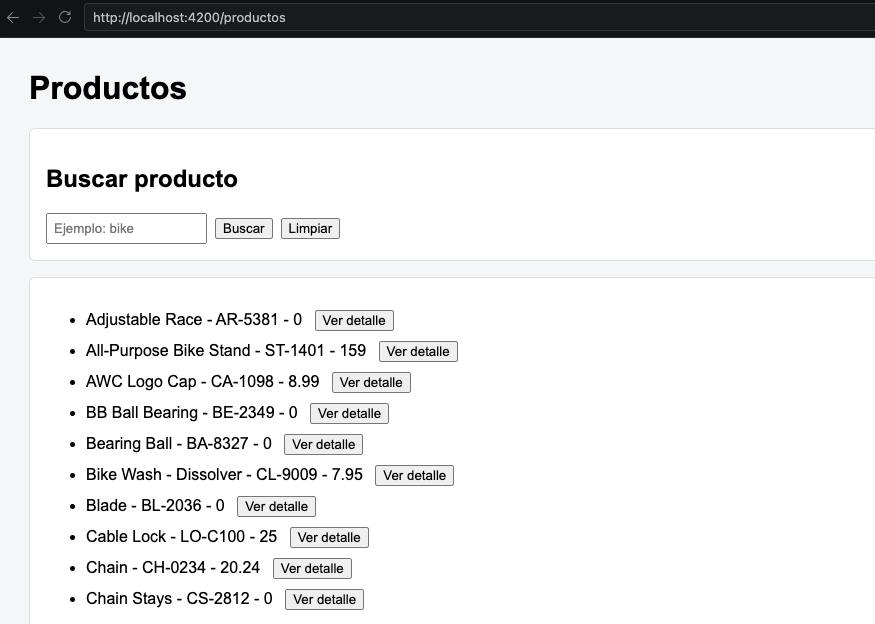 http://localhost:4200/productos
Productos
Buscar producto
Ejemplo: bike Buscar Limpiar
Adjustable Race - AR-5381 - 0 Ver detalle
All-Purpose Bike Stand - ST-1401 - 159 Ver detalle
AWC Logo Cap - CA-1098 - 8.99 Ver detalle
BB Ball Bearing - BE-2349 - 0 Ver detalle
Bearing Ball - BA-8327 - 0 Ver detalle
Bike Wash - Dissolver - CL-9009 - 7.95 Ver detalle
Blade - BL-2036 - 0 Ver detalle
Cable Lock - LO-C100 - 25 Ver detalle
Chain - CH-0234 - 20.24 Ver detalle
Chain Stays - CS-2812 - 0 Ver detalle